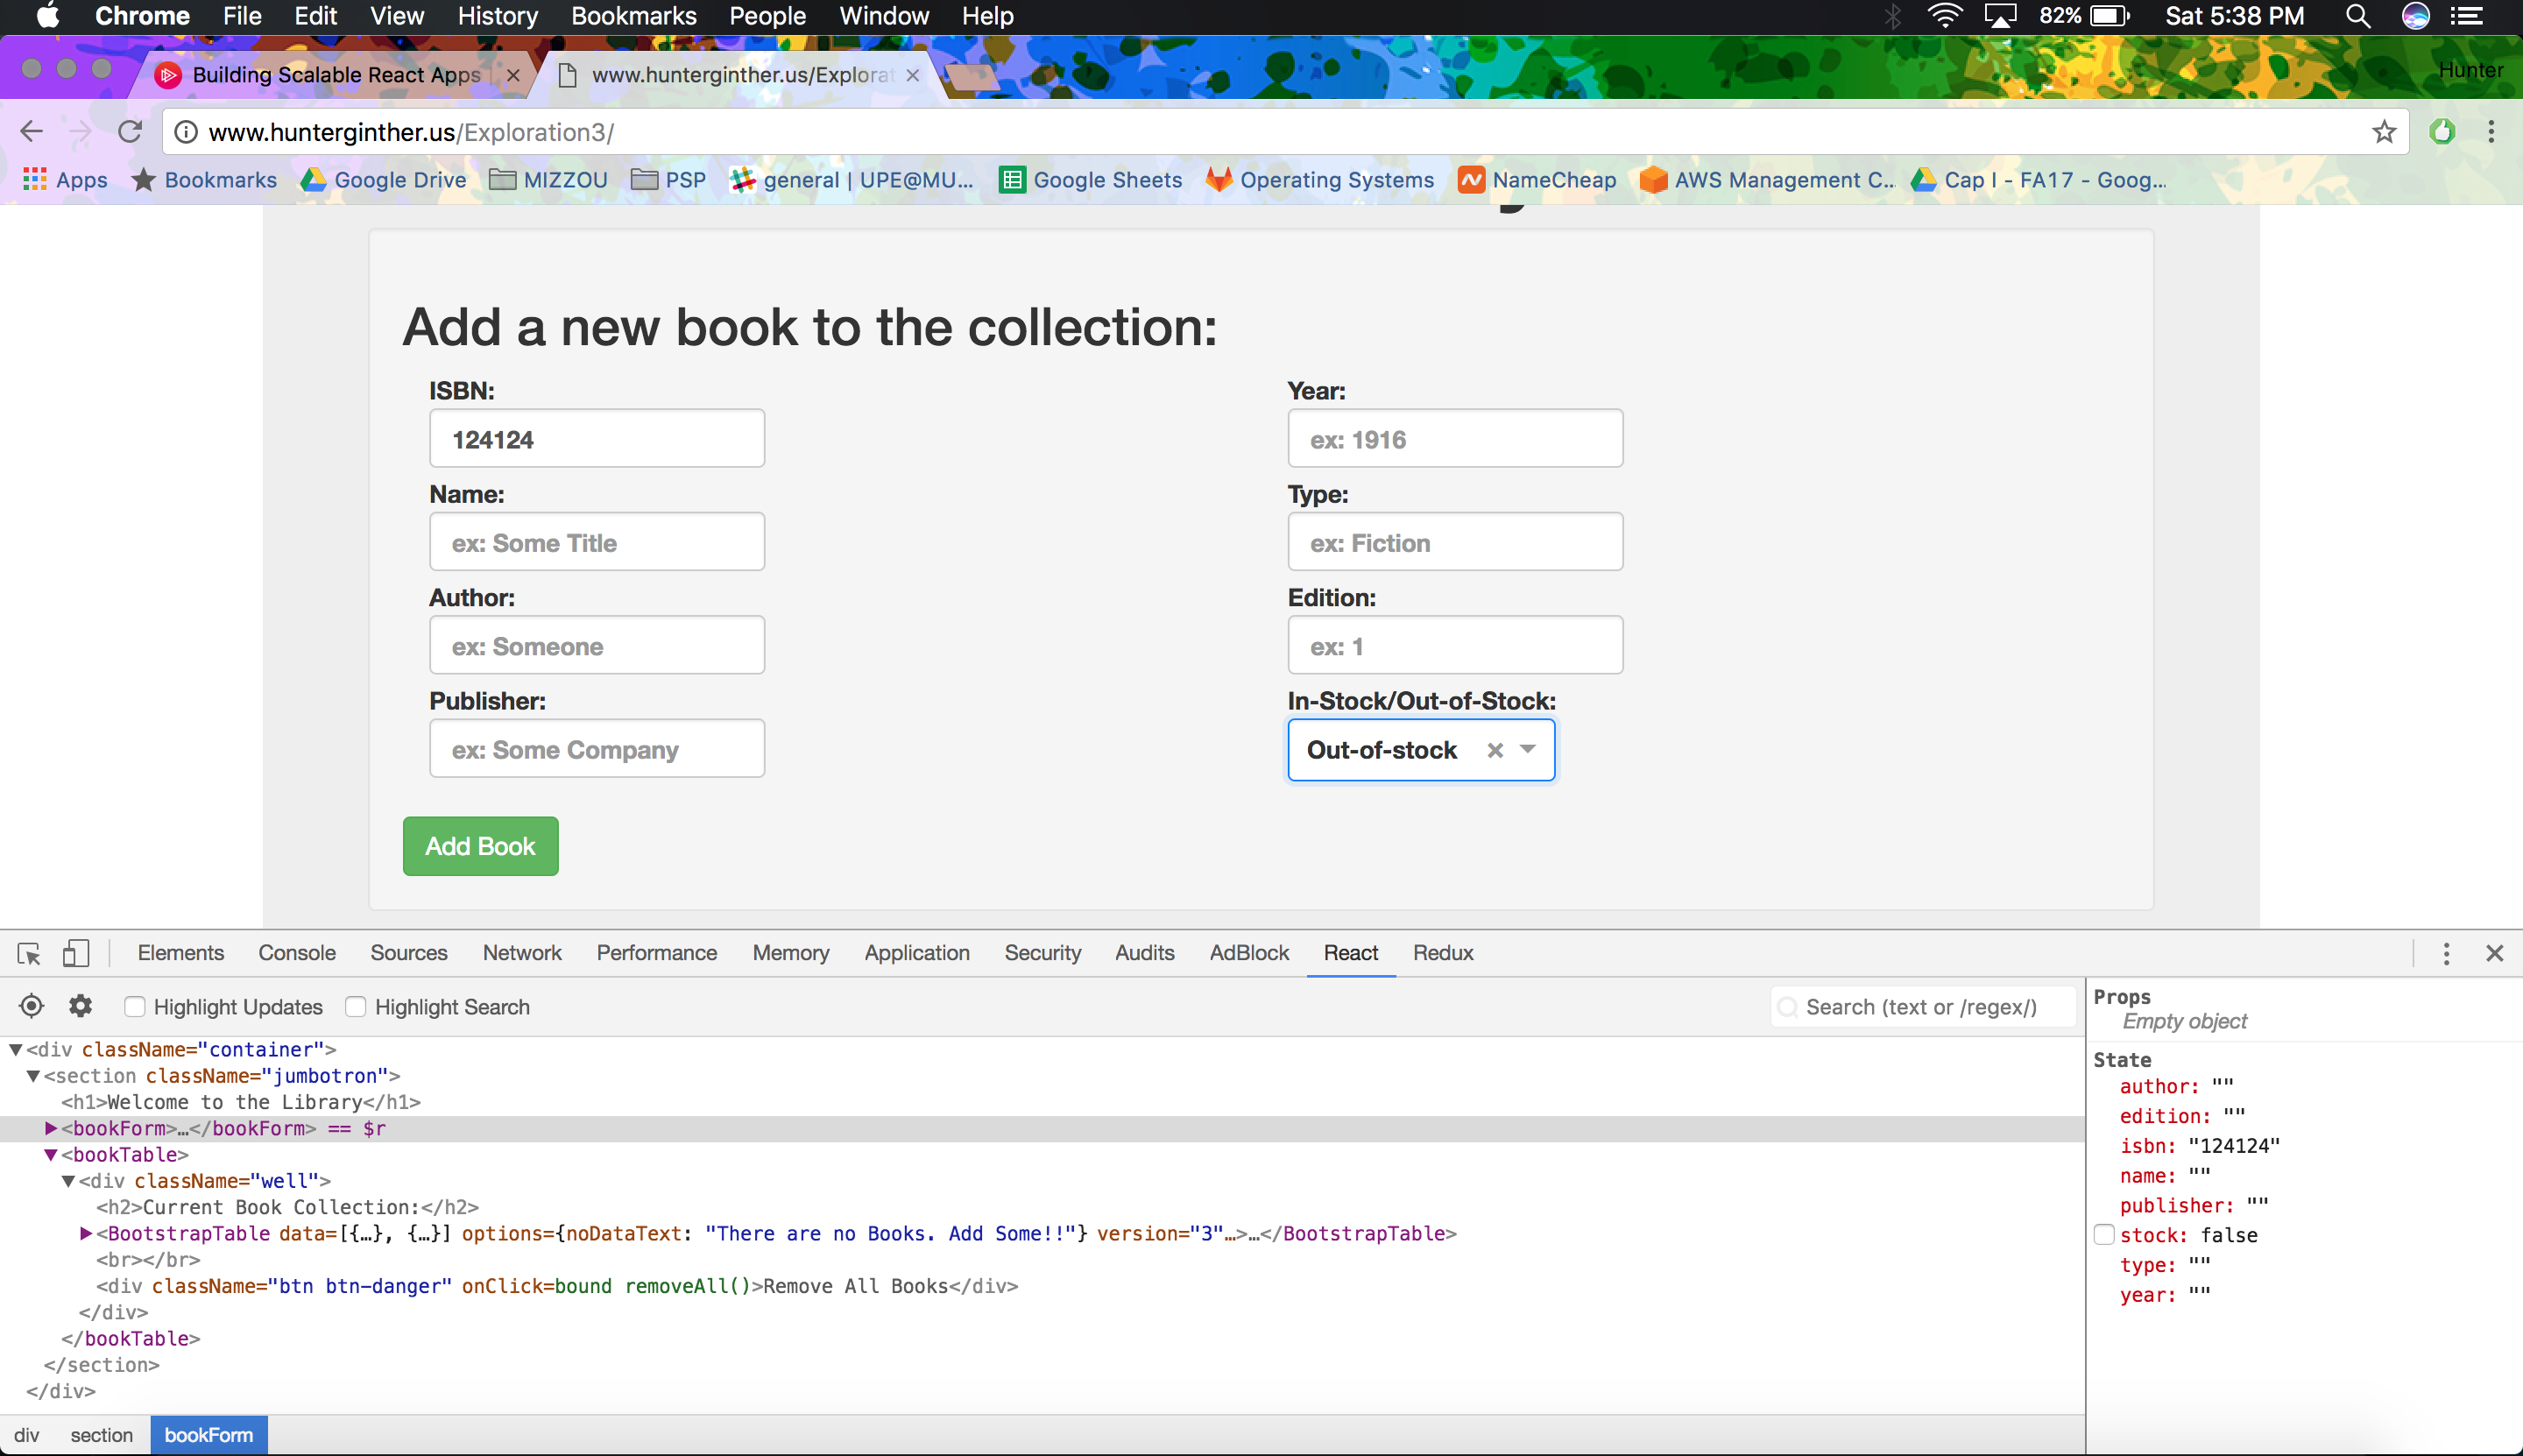 Chrome File Edit View History Bookmarks People Window Help 82% Sat 5:38 PM
Building Scalable React Apps www.hunterginther.us/Explorat Hunter
www.hunterginther.us/Exploration3/
Apps Bookmarks Google Drive MIZZOU PSP general | UPE@MU... Google Sheets Operating Systems NameCheap AWS Management C... Cap I - FA17 - Goog...
Add a new book to the collection:
ISBN: Year:
124124 ex: 1916
Name: Type:
ex: Some Title ex: Fiction
Author: Edition:
ex: Someone ex: 1
Publisher: In-Stock/Out-of-Stock:
ex: Some Company Out-of-stock ×
Add Book
Elements Console Sources Network Performance Memory Application Security Audits AdBlock React Redux
Highlight Updates Highlight Search Search (text or /regex/)
<div className="container">
<section className="jumbotron">
<h1>Welcome to the Library</h1>
<bookForm>…</bookForm> == $r
<bookTable>
<div className="well">
<h2>Current Book Collection:</h2>
<BootstrapTable data=[{…}, {…}] options={noDataText: "There are no Books. Add Some!!"} version="3"…>…</BootstrapTable>
<br></br>
<div className="btn btn-danger" onClick=bound removeAll()>Remove All Books</div>
</div>
</bookTable>
</section>
</div>
div section bookForm
Props
Empty object
State
author: ""
edition: ""
isbn: "124124"
name: ""
publisher: ""
stock: false
type: ""
year: ""